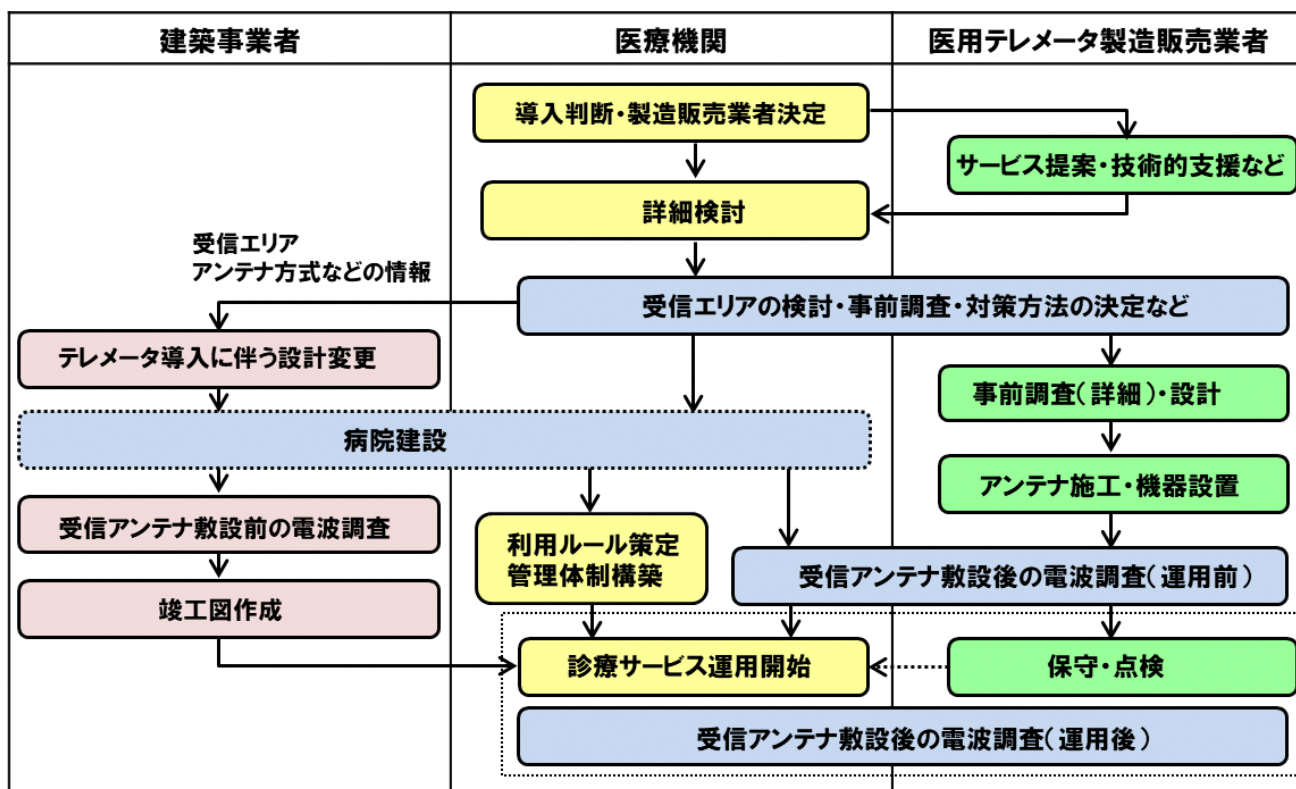 建築事業者
医療機関
医用テレメータ製造販売業者
導入判断・製造販売業者決定
サービス提案・技術的支援など
詳細検討
受信エリア
アンテナ方式などの情報
受信エリアの検討・事前調査・対策方法の決定など
テレメータ導入に伴う設計変更
事前調査(詳細)・設計
病院建設
アンテナ施工・機器設置
受信アンテナ敷設前の電波調査
利用ルール策定
管理体制構築
受信アンテナ敷設後の電波調査(運用前)
竣工図作成
診療サービス運用開始
保守・点検
受信アンテナ敷設後の電波調査(運用後)